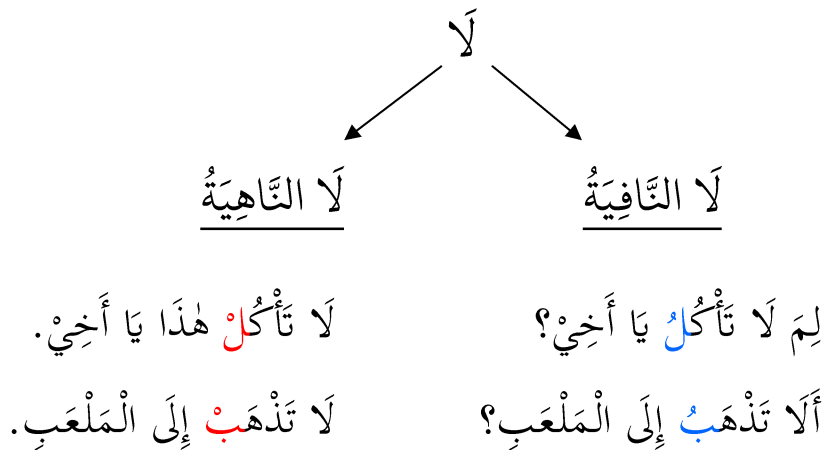 لَا
لَا النَّافِيَةُ
لَا النَّاهِيَةُ
لِمَ لَا تَأْكُلُ يَا أَخِيْ؟
لَا تَأْكُلْ هٰذَا يَا أَخِيْ.
أَلَا تَذْهَبُ إِلَى الْمَلْعَبِ؟
لَا تَذْهَبْ إِلَى الْمَلْعَبِ.